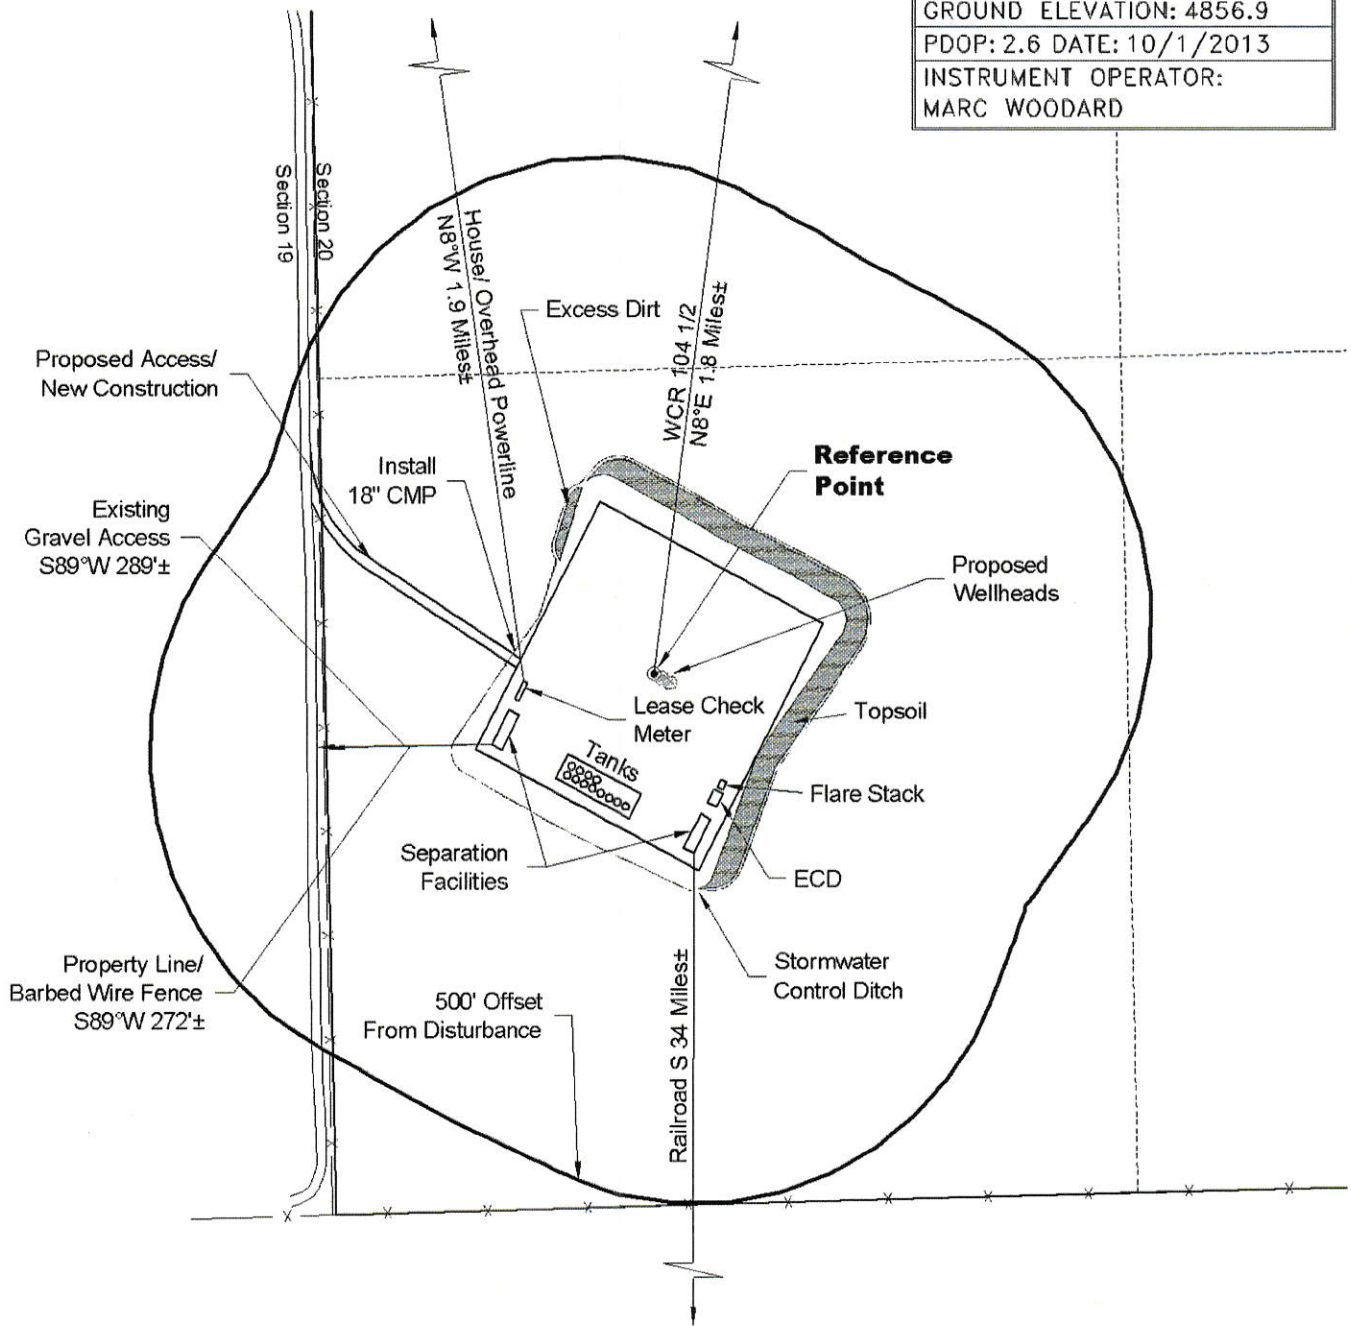 GROUND ELEVATION: 4856.9
PDOP: 2.6 DATE: 10/1/2013
INSTRUMENT OPERATOR:
MARC WOODARD
Section 19
Section 20
House/ Overhead Powerline
N8°W 1.9 Miles±
WCR 104 1/2
N8°E 1.8 Miles±
Excess Dirt
Proposed Access/
New Construction
Install
18" CMP
Reference
Point
Existing
Gravel Access
S89°W 289'±
Proposed
Wellheads
Lease Check
Meter
Topsoil
Tanks
Flare Stack
Separation
Facilities
ECD
Property Line/
Barbed Wire Fence
S89°W 272'±
500' Offset
From Disturbance
Stormwater
Control Ditch
Railroad S 34 Miles±